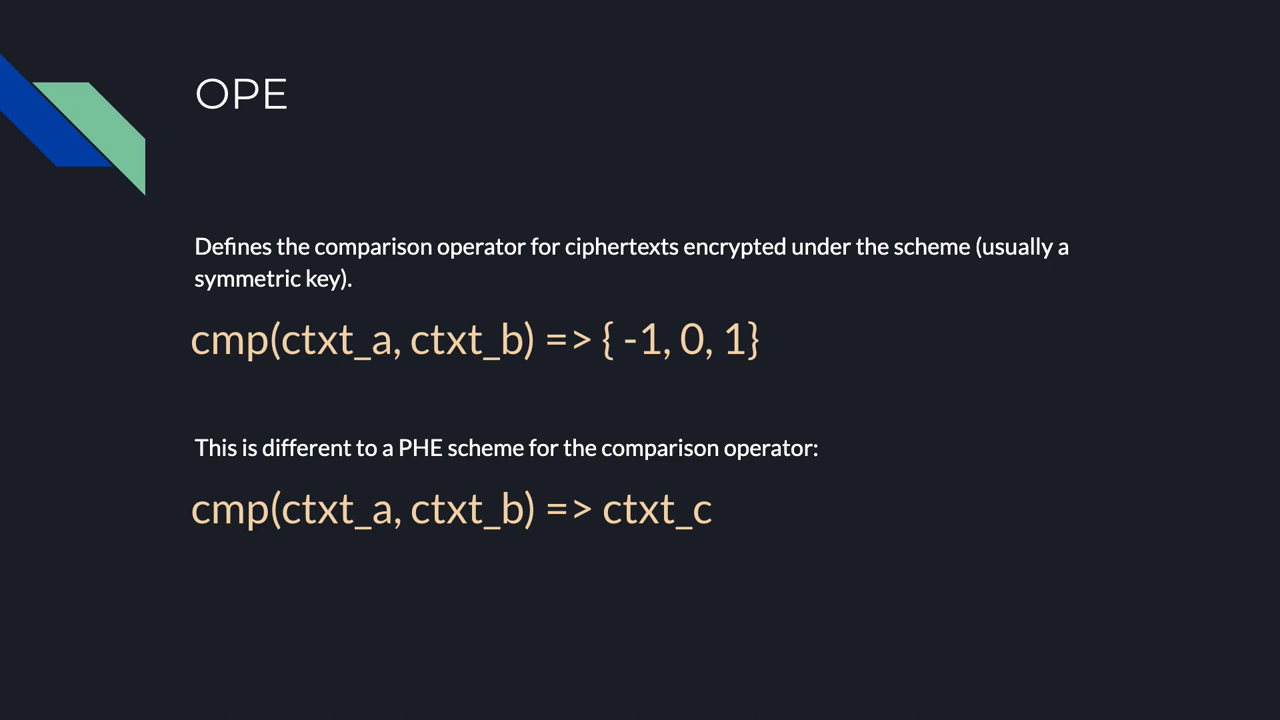 OPE
Defines the comparison operator for ciphertexts encrypted under the scheme (usually a
symmetric key).
cmp(ctxt_a, ctxt_b) => { -1, 0, 1}
This is different to a PHE scheme for the comparison operator:
cmp(ctxt_a, ctxt_b) => ctxt_c